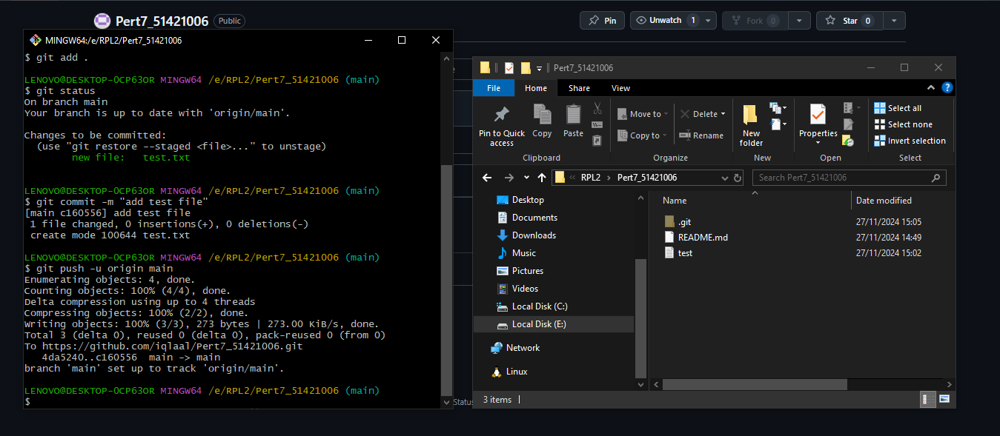 Pert7_51421006 Public
Pin Unwatch 1 Fork 0 Star 0
MINGW64:/e/RPL2/Pert7_51421006
$ git add .
LENOVO@DESKTOP-0CP63OR MINGW64 /e/RPL2/Pert7_51421006 (main)
$ git status
On branch main
Your branch is up to date with 'origin/main'.
Changes to be committed:
(use "git restore --staged <file>..." to unstage)
new file: test.txt
LENOVO@DESKTOP-0CP63OR MINGW64 /e/RPL2/Pert7_51421006 (main)
$ git commit -m "add test file"
[main c160556] add test file
1 file changed, 0 insertions(+), 0 deletions(-)
create mode 100644 test.txt
LENOVO@DESKTOP-0CP63OR MINGW64 /e/RPL2/Pert7_51421006 (main)
$ git push -u origin main
Enumerating objects: 4, done.
Counting objects: 100% (4/4), done.
Delta compression using up to 4 threads
Compressing objects: 100% (2/2), done.
Writing objects: 100% (3/3), 273 bytes | 273.00 KiB/s, done.
Total 3 (delta 0), reused 0 (delta 0), pack-reused 0 (from 0)
To https://github.com/iqlaal/Pert7_51421006.git
4da5240..c160556 main -> main
branch 'main' set up to track 'origin/main'.
LENOVO@DESKTOP-0CP63OR MINGW64 /e/RPL2/Pert7_51421006 (main)
$
Status
Pert7_51421006
File Home Share View
Pin to Quick access
Copy
Paste
Clipboard
Move to
Copy to
Delete
Rename
Organize
New folder
New
Properties
Open
Select all
Select none
Invert selection
Select
« RPL2 › Pert7_51421006
Search Pert7_51421006
Desktop
Documents
Downloads
Music
Pictures
Videos
Local Disk (C:)
Local Disk (E:)
Network
Linux
Name Date modified
.git 27/11/2024 15:05
README.md 27/11/2024 14:49
test 27/11/2024 15:02
3 items